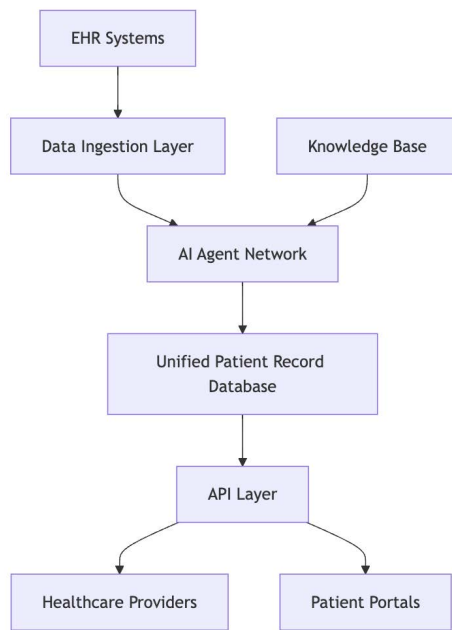 EHR Systems
Data Ingestion Layer
Knowledge Base
AI Agent Network
Unified Patient Record
Database
API Layer
Healthcare Providers
Patient Portals